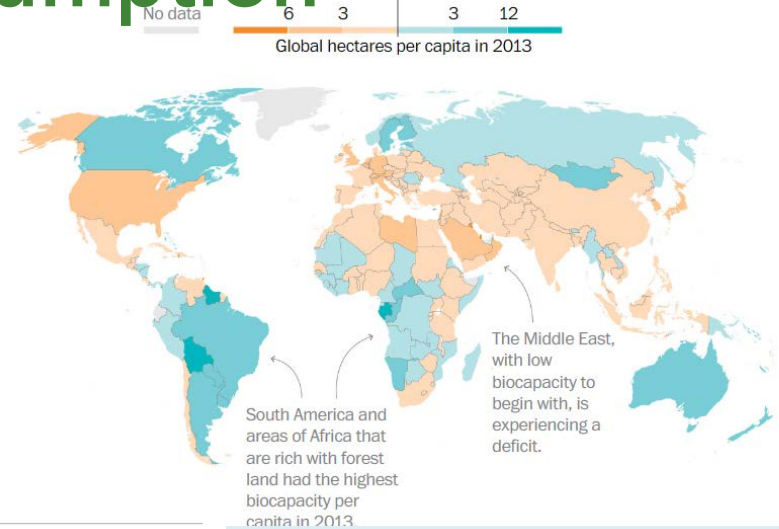 No data
6 3 3 12
Global hectares per capita in 2013
The Middle East,
with low
biocapacity to
begin with, is
experiencing a
deficit.
South America and
areas of Africa that
are rich with forest
land had the highest
biocapacity per
capita in 2013.